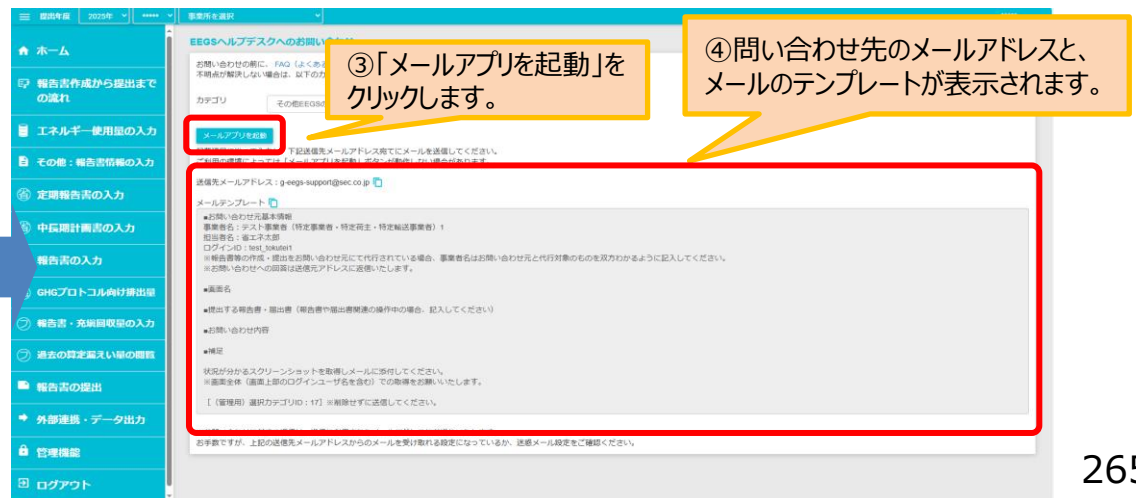 提出年度 2025年 ***** 事業所を選択
ホーム
報告書作成から提出まで
の流れ
エネルギー使用量の入力
その他：報告書情報の入力
定期報告書の入力
中長期計画書の入力
報告書の入力
GHGプロトコル向け排出量
報告書・充填回収量の入力
過去の算定漏えい量の閲覧
報告書の提出
外部連携・データ出力
管理機能
ログアウト
EEGSヘルプデスクへのお問い
お問い合わせの前に、FAQ（よくある
不明点が解決しない場合は、以下の
カテゴリ
その他EEGSの
③「メールアプリを起動」を
クリックします。
④問い合わせ先のメールアドレスと、
メールのテンプレートが表示されます。
メールアプリを起動
下記送信先メールアドレス宛てにメールを送信してください。
送信先メールアドレス：g-eegs-support@sec.co.jp
メールテンプレート
■お問い合わせ元基本情報
事業者名：テスト事業者（特定事業者・特定荷主・特定輸送事業者）1
担当者名：省エネ太郎
ログインID：test_tokutei1
※報告書等の作成・提出をお問い合わせ元にて代行されている場合、事業者名はお問い合わせ元と代行対象のものを双方わかるように記入してください。
※お問い合わせへの回答は送信元アドレスに返信いたします。
■画面名
■提出する報告書・届出書（報告書や届出書関連の操作中の場合、記入してください）
■お問い合わせ内容
■補足
状況が分かるスクリーンショットを取得しメールに添付してください。
※画面全体（画面上部のログインユーザ名を含む）での取得をお願いいたします。
[（管理用）選択カテゴリID：17] ※削除せずに送信してください。
お手数ですが、上記の送信先メールアドレスからのメールを受け取れる設定になっているか、迷惑メール設定をご確認ください。
265